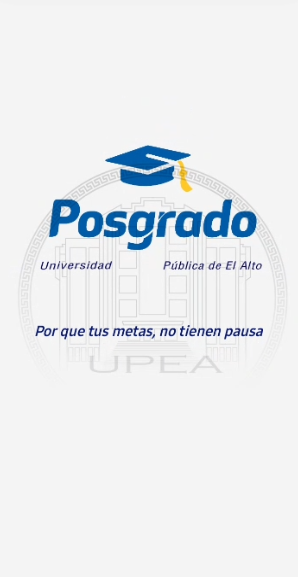 Posgrado
Universidad Pública de El Alto
Por que tus metas, no tienen pausa
UPEA